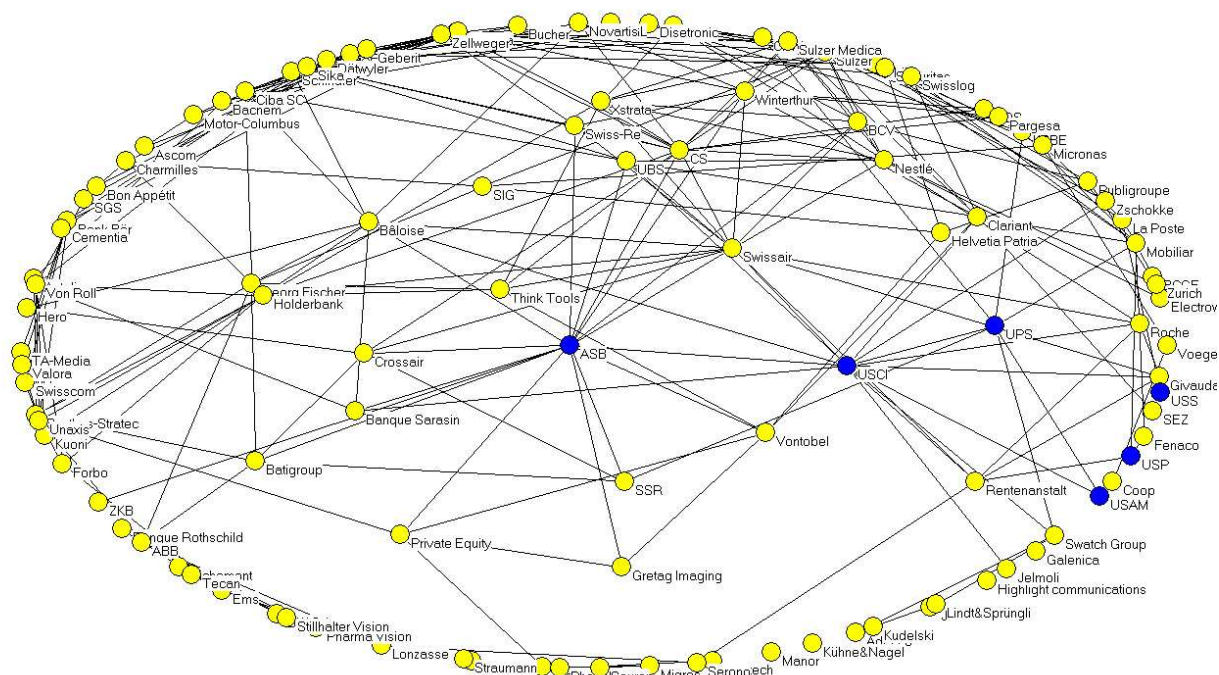 Zellweger
Bucher
Novartis
Disetronic
Sulzer Medica
Sulzer
Geberit
Sika
Schindler
Swisslog
Ciba SC
Bachem
Motor-Columbus
Winterthur
Xstrata
Swiss-Re
BCV
Pargesa
Micronas
Ascom
Charmilles
CS
UBS
Nestlé
Bon Appétit
SGS
SIG
Publigroupe
Zschokke
La Poste
Cementia
Bâloise
Clariant
Helvetia Patria
Mobiliar
Swissair
Von Roll
Holderbank
Think Tools
Zurich
Hero
UPS
Roche
ASB
Crossair
USCI
TA-Media
Valora
Swisscom
USS
Banque Sarasin
SEZ
Unaxis
Kuoni
Vontobel
Fenaco
Forbo
Batigroup
USP
SSR
Rentenanstalt
Coop
ZKB
USAM
ABB
Private Equity
Swatch Group
Galenica
Tecan
Gretag Imaging
Jelmoli
Highlight communications
Ems
Lindt&Sprüngli
Stillhalter Vision
Pharma Vision
Kudelski
Lonzasse
Kühne&Nagel
Straumann
Manor
Serono